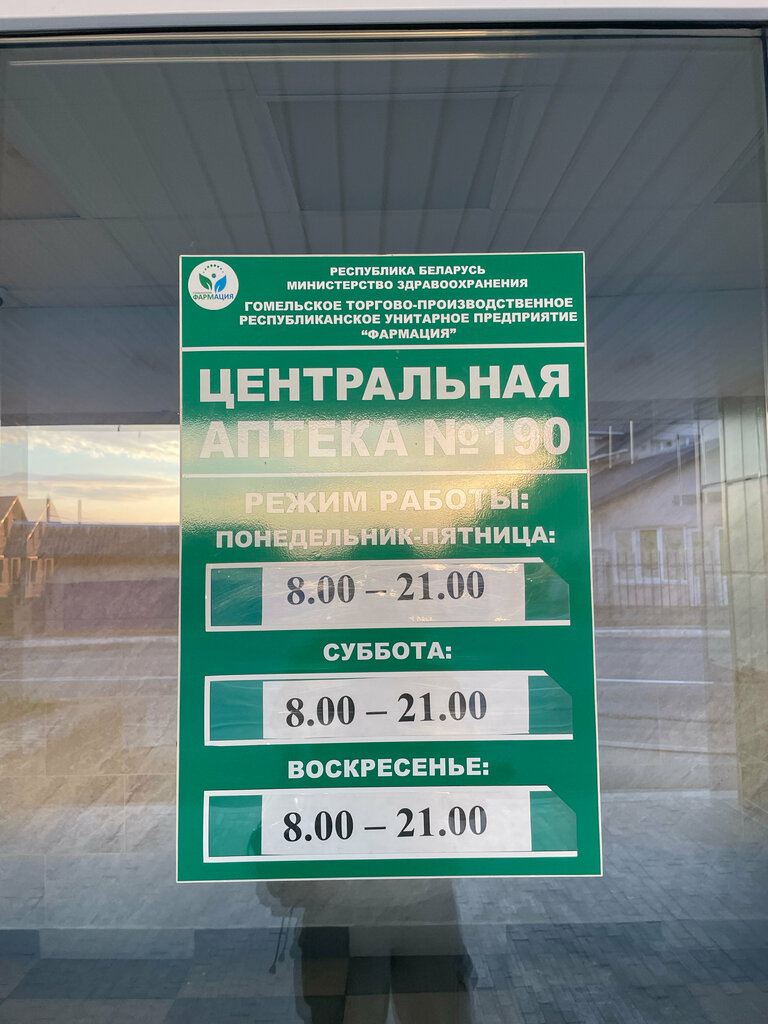 ФАРМАЦИЯ
РЕСПУБЛИКА БЕЛАРУСЬ
МИНИСТЕРСТВО ЗДРАВООХРАНЕНИЯ
ГОМЕЛЬСКОЕ ТОРГОВО-ПРОИЗВОДСТВЕННОЕ
РЕСПУБЛИКАНСКОЕ УНИТАРНОЕ ПРЕДПРИЯТИЕ
“ФАРМАЦИЯ”
ЦЕНТРАЛЬНАЯ
АПТЕКА №190
РЕЖИМ РАБОТЫ:
ПОНЕДЕЛЬНИК-ПЯТНИЦА:
8.00 – 21.00
СУББОТА:
8.00 – 21.00
ВОСКРЕСЕНЬЕ:
8.00 – 21.00